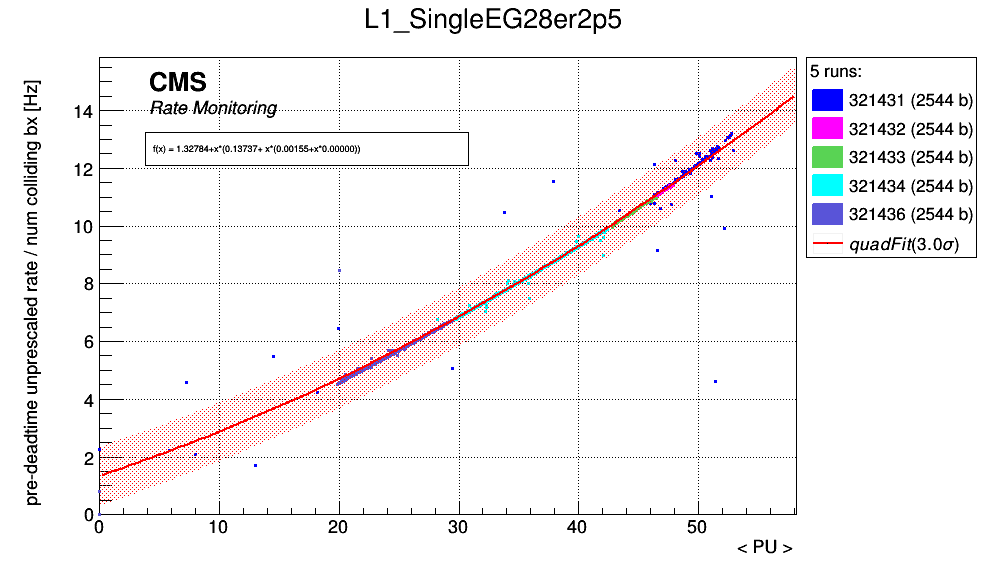 L1_SingleEG28er2p5
CMS
Rate Monitoring
f(x) = 1.32784+x*(0.13737+ x*(0.00155+x*0.00000))
pre-deadtime unprescaled rate / num colliding bx [Hz]
14
12
10
8
6
4
2
0
0 10 20 30 40 50
< PU >
5 runs:
321431 (2544 b)
321432 (2544 b)
321433 (2544 b)
321434 (2544 b)
321436 (2544 b)
quadFit(3.0σ)